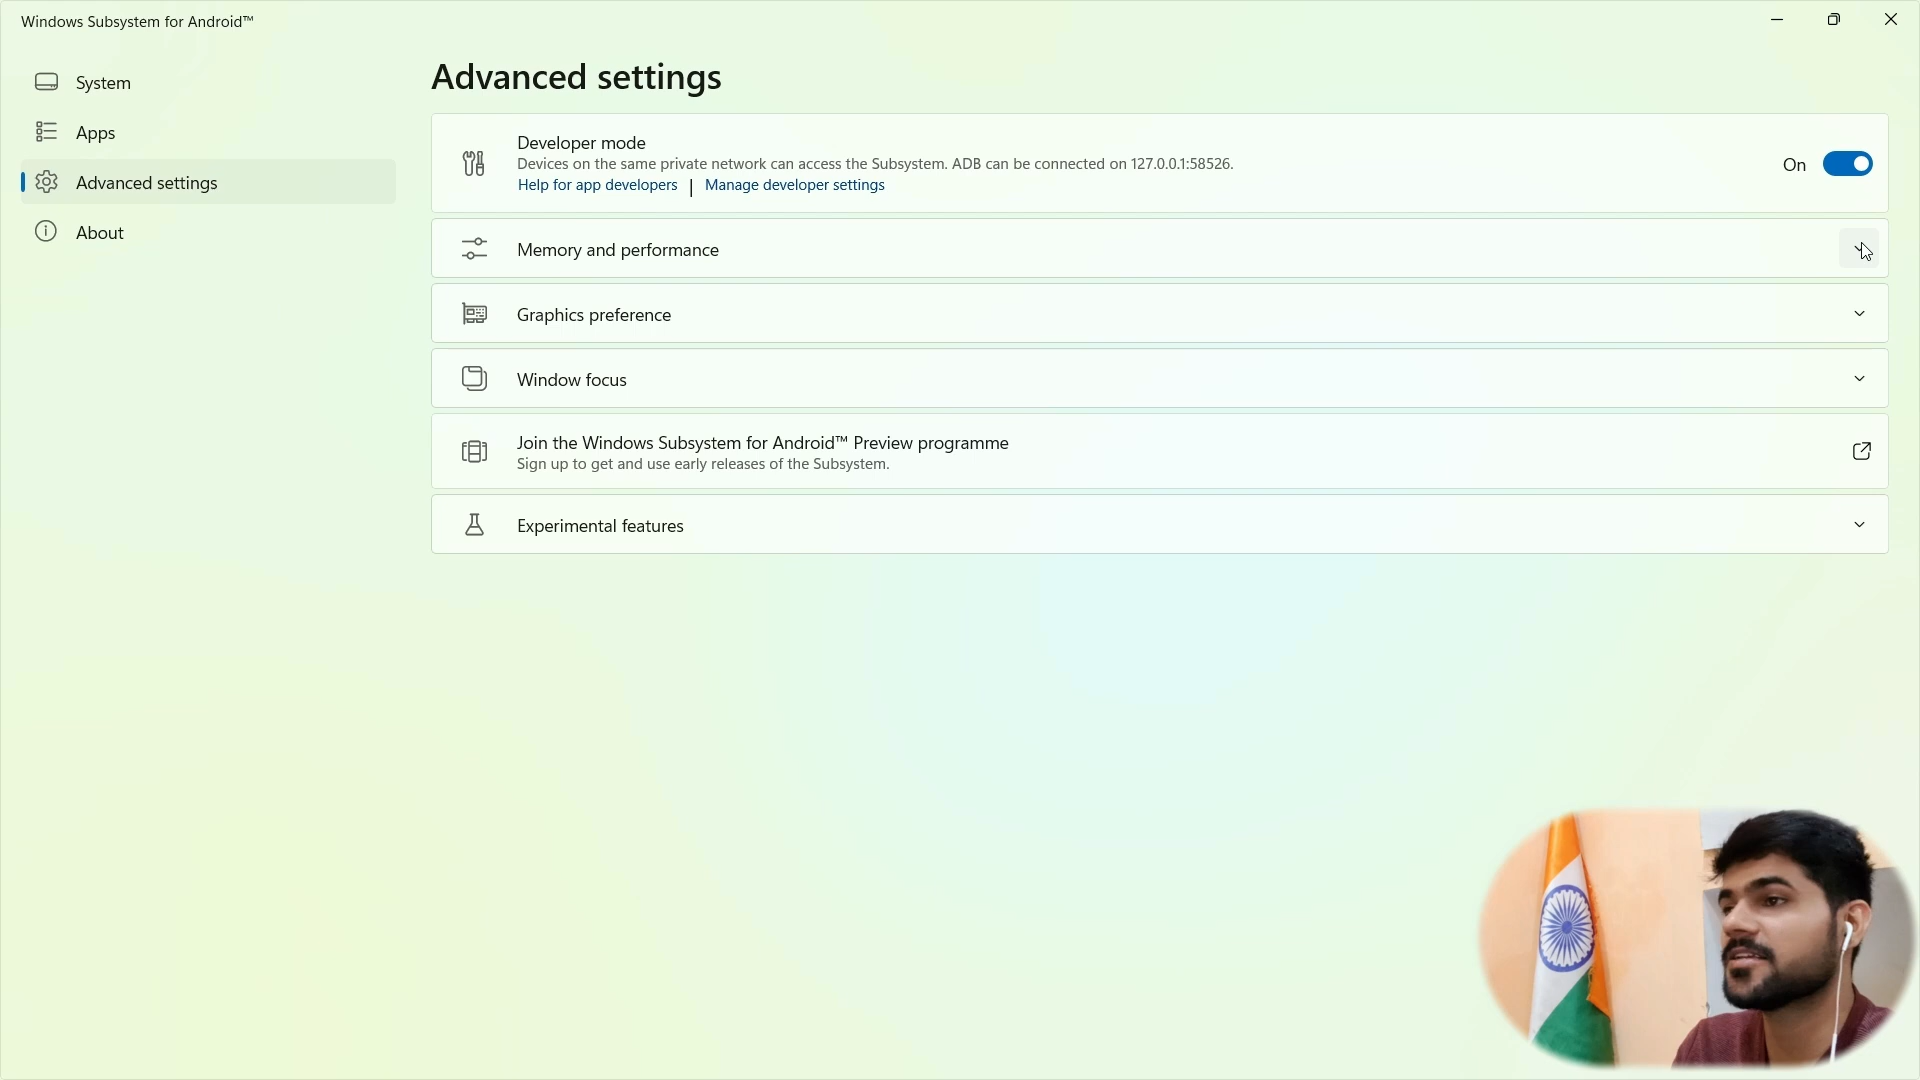 Windows Subsystem for Android™
System
Apps
Advanced settings
About
Advanced settings
Developer mode
Devices on the same private network can access the Subsystem. ADB can be connected on 127.0.0.1:58526.
Help for app developers | Manage developer settings
On
Memory and performance
Graphics preference
Window focus
Join the Windows Subsystem for Android™ Preview programme
Sign up to get and use early releases of the Subsystem.
Experimental features